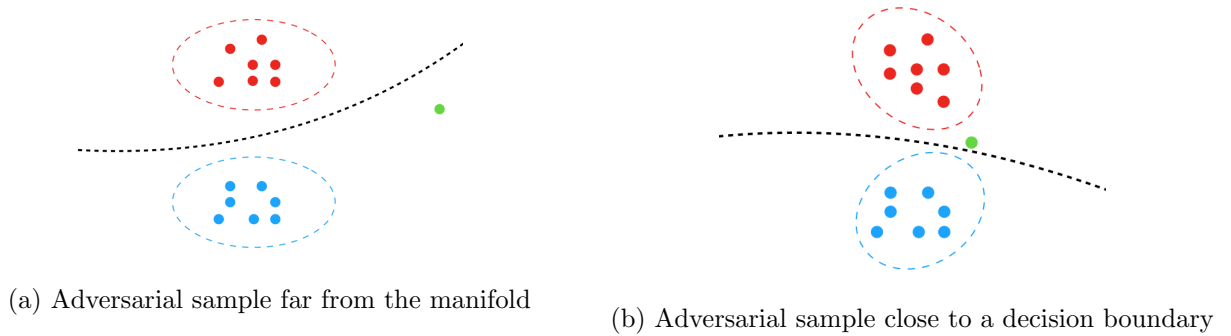 (a) Adversarial sample far from the manifold
(b) Adversarial sample close to a decision boundary